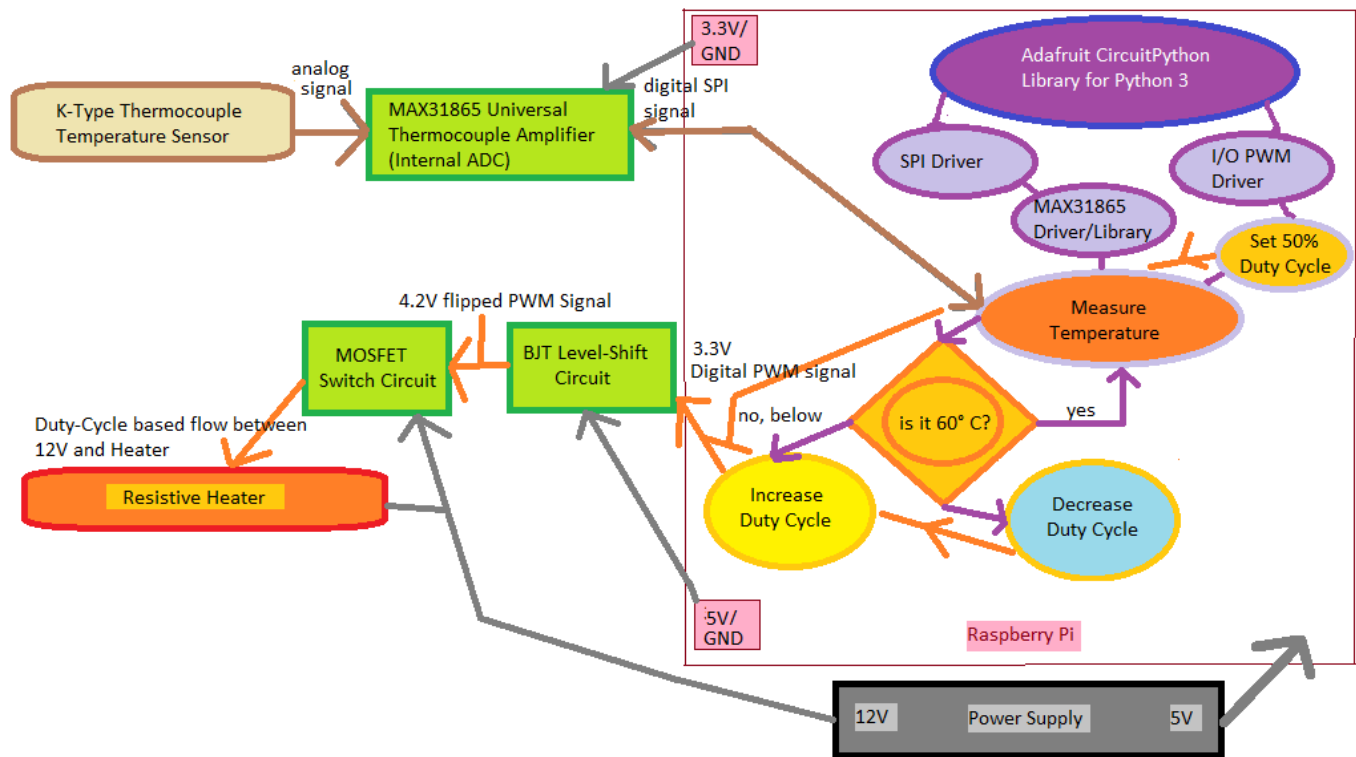 3.3V/
GND
Adafruit CircuitPython
Library for Python 3
analog
signal
digital SPI
signal
K-Type Thermocouple
Temperature Sensor
MAX31865 Universal
Thermocouple Amplifier
(Internal ADC)
SPI Driver
I/O PWM
Driver
MAX31865
Driver/Library
Set 50%
Duty Cycle
Measure
Temperature
4.2V flipped PWM Signal
MOSFET
Switch Circuit
BJT Level-Shift
Circuit
3.3V
Digital PWM signal
no, below
is it 60° C?
yes
Duty-Cycle based flow between
12V and Heater
Resistive Heater
Increase
Duty Cycle
Decrease
Duty Cycle
5V/
GND
Raspberry Pi
12V
Power Supply
5V